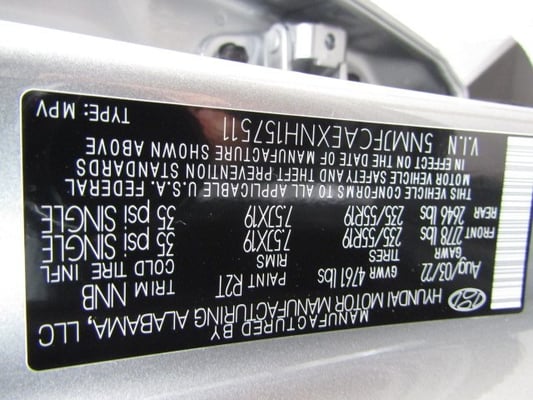 MANUFACTURED BY
HYUNDAI MOTOR MANUFACTURING ALABAMA, LLC
Aug/03/22 GVWR 4761 lbs PAINT R2T TRIM NNB
GAWR TIRES RIMS COLD TIRE INFL
FRONT 2778 lbs 235/55R19 7.5JX19 35 psi SINGLE
REAR 2646 lbs 235/55R19 7.5JX19 35 psi SINGLE
THIS VEHICLE CONFORMS TO ALL APPLICABLE U.S.A. FEDERAL
MOTOR VEHICLE SAFETY AND THEFT PREVENTION STANDARDS
IN EFFECT ON THE DATE OF MANUFACTURE SHOWN ABOVE
V.I.N 5NMJFCAEXNH157511 TYPE: MPV